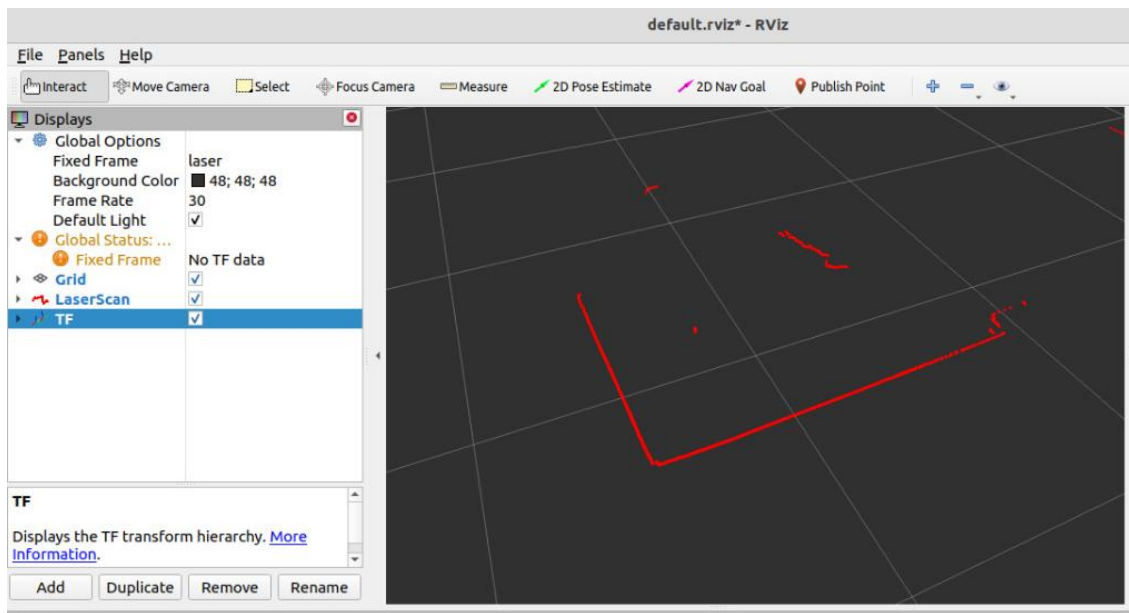 default.rviz* - RViz
File Panels Help
Interact Move Camera Select Focus Camera Measure 2D Pose Estimate 2D Nav Goal Publish Point
Displays
Global Options
Fixed Frame laser
Background Color 48; 48; 48
Frame Rate 30
Default Light
Global Status: ...
Fixed Frame No TF data
Grid
LaserScan
TF
TF
Displays the TF transform hierarchy. More
Information.
Add Duplicate Remove Rename